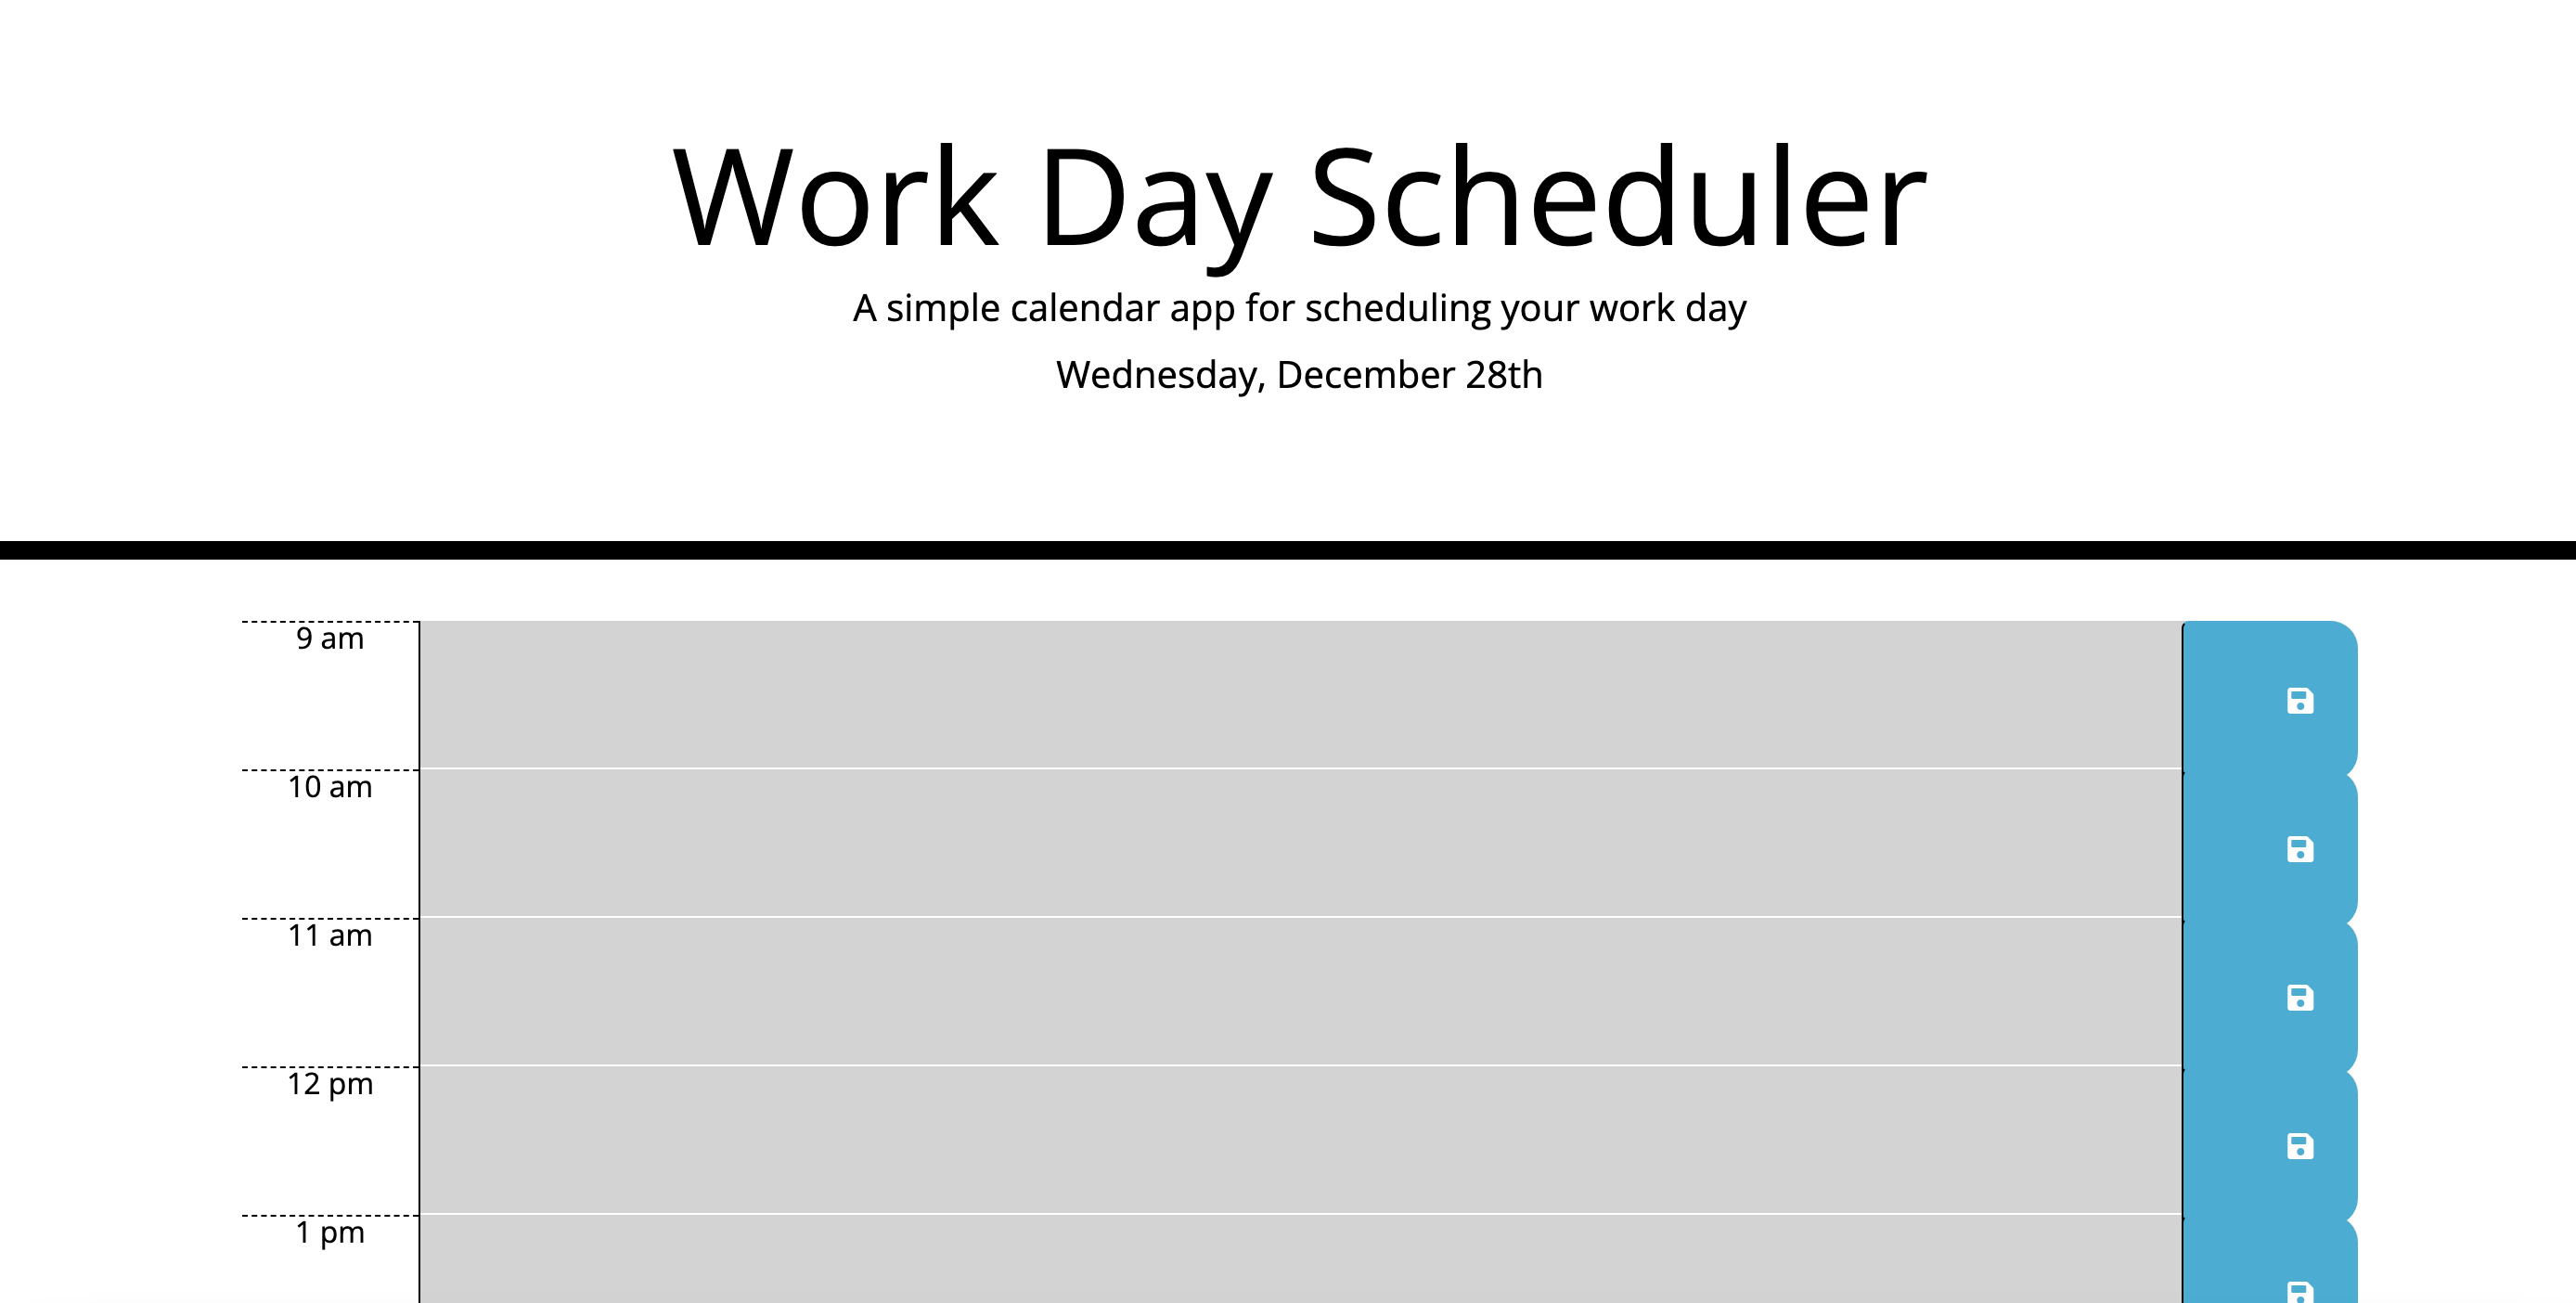 Work Day Scheduler
A simple calendar app for scheduling your work day
Wednesday, December 28th
9 am
10 am
11 am
12 pm
1 pm